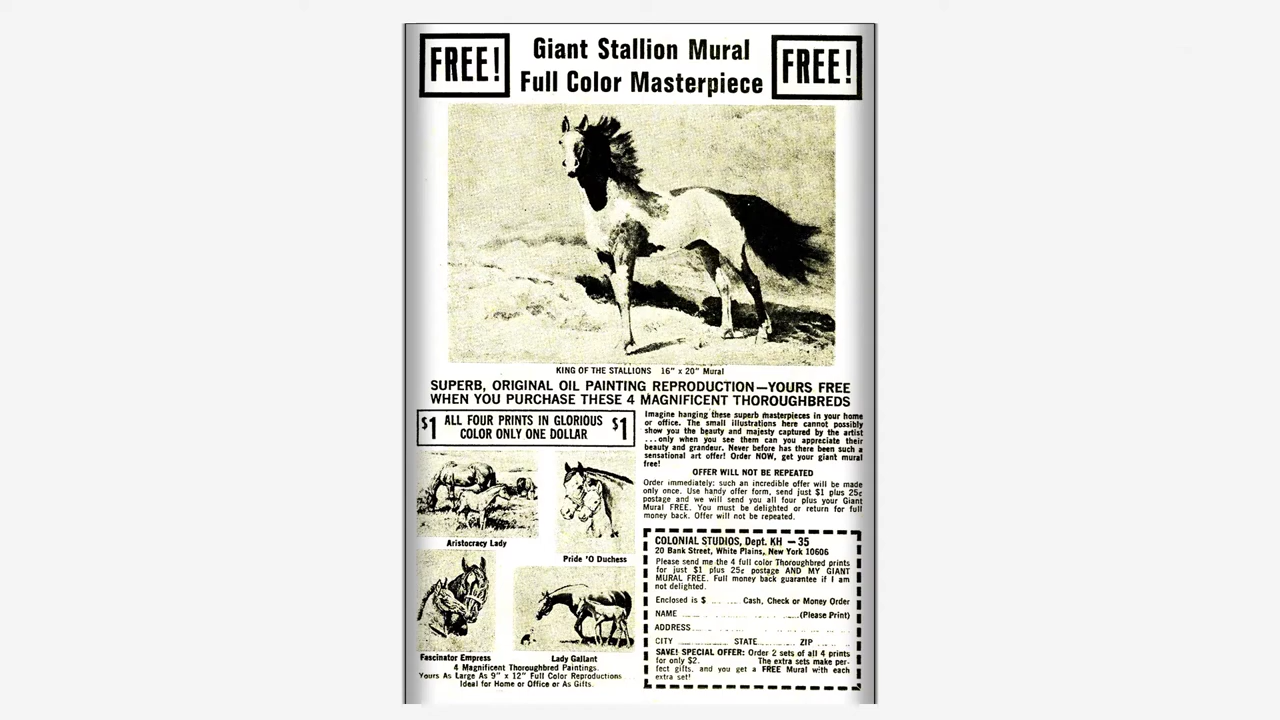 FREE!
Giant Stallion Mural
Full Color Masterpiece
FREE!
KING OF THE STALLIONS 16" x 20" Mural
SUPERB, ORIGINAL OIL PAINTING REPRODUCTION—YOURS FREE
WHEN YOU PURCHASE THESE 4 MAGNIFICENT THOROUGHBREDS
$1 ALL FOUR PRINTS IN GLORIOUS $1
COLOR ONLY ONE DOLLAR
Aristocracy Lady
Pride 'O Duchess
Fascinator Empress
Lady Gallant
4 Magnificent Thoroughbred Paintings.
Yours As Large As 9" x 12" Full Color Reproductions
Ideal for Home or Office or As Gifts.
Imagine hanging these superb masterpieces in your home
or office. The small illustrations here cannot possibly
show you the beauty and majesty captured by the artist
...only when you see them can you appreciate their
beauty and grandeur. Never before has there been such a
sensational art offer! Order NOW, get your giant mural
free!
OFFER WILL NOT BE REPEATED
Order immediately: such an incredible offer will be made
only once. Use handy offer form, send just $1 plus 25¢
postage and we will send you all four plus your Giant
Mural FREE. You must be delighted or return for full
money back. Offer will not be repeated.
COLONIAL STUDIOS, Dept. KH —35
20 Bank Street, White Plains, New York 10606
Please send me the 4 full color Thoroughbred prints
for just $1 plus 25¢ postage AND MY GIANT
MURAL FREE. Full money back guarantee if I am
not delighted.
Enclosed is $ ........ Cash, Check or Money Order
NAME ........ (Please Print)
ADDRESS ........
CITY ........ STATE ........ ZIP ........
SAVE! SPECIAL OFFER: Order 2 sets of all 4 prints
for only $2. The extra sets make per-
fect gifts, and you get a FREE Mural with each
extra set!